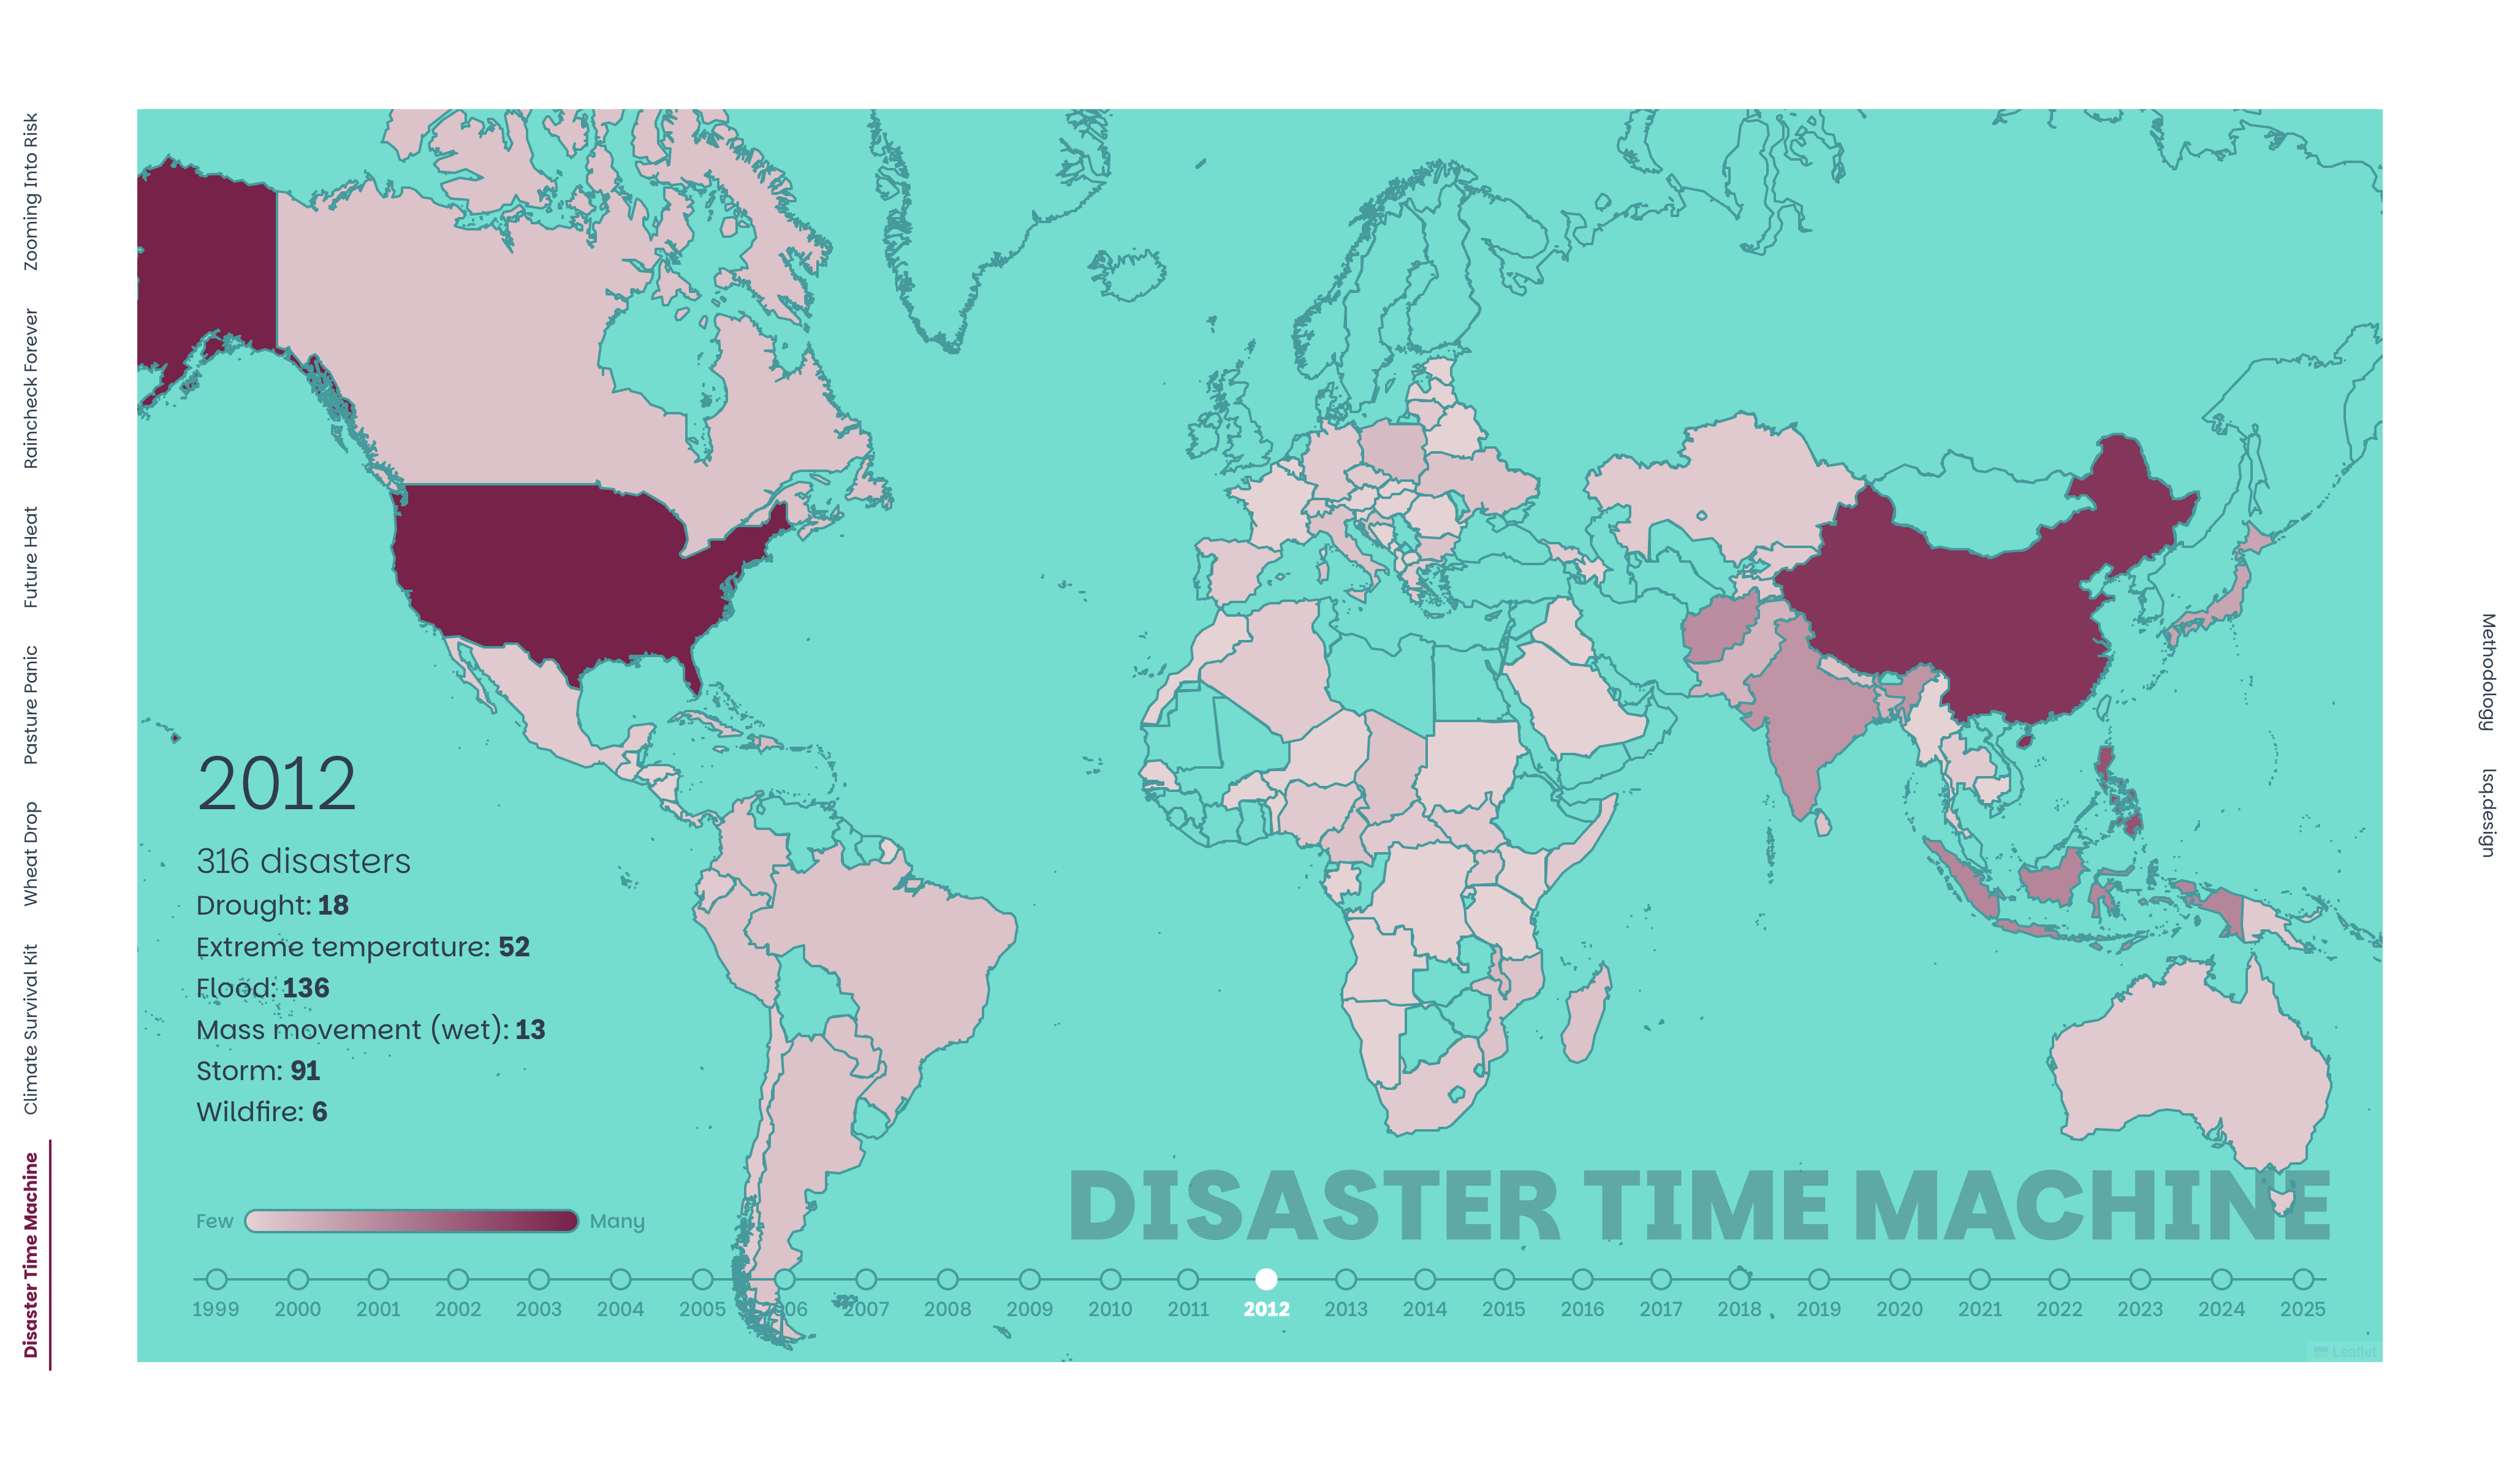 Zooming Into Risk
Raincheck Forever
Future Heat
Pasture Panic
Wheat Drop
Climate Survival Kit
Disaster Time Machine
2012
316 disasters
Drought: 18
Extreme temperature: 52
Flood: 136
Mass movement (wet): 13
Storm: 91
Wildfire: 6
Few
Many
DISASTER TIME MACHINE
1999 2000 2001 2002 2003 2004 2005 2006 2007 2008 2009 2010 2011 2012 2013 2014 2015 2016 2017 2018 2019 2020 2021 2022 2023 2024 2025
Leaflet
Methodology
lsq.design